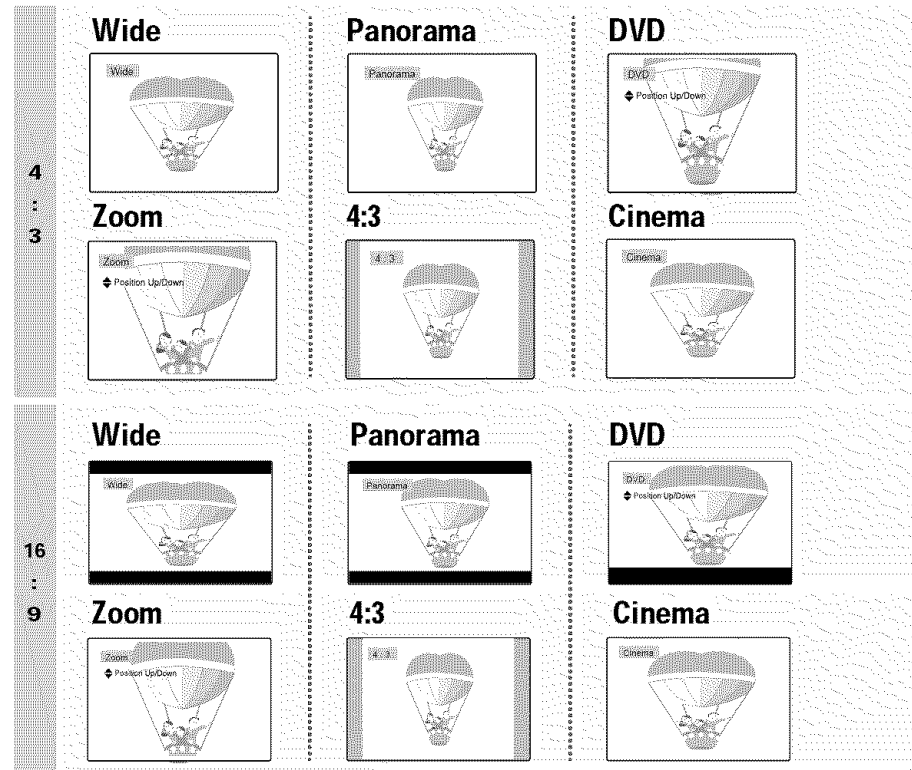 4
:
3
Wide
Panorama
DVD
Wide
Panorama
DVD
Position Up/Down
Zoom
4:3
Cinema
Zoom
Position Up/Down
4 : 3
Cinema
16
:
9
Wide
Panorama
DVD
Wide
Panorama
DVD
Position Up/Down
Zoom
4:3
Cinema
Zoom
Position Up/Down
4 : 3
Cinema